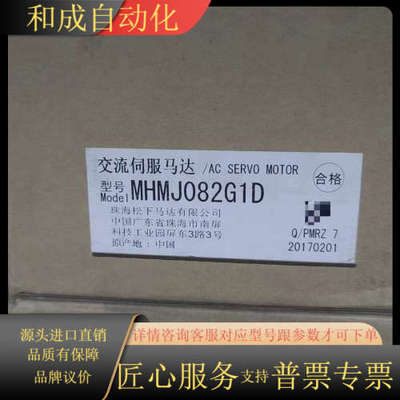 和成自动化
交流伺服马达 /AC SERVO MOTOR
型号
Model MHMJ082G1D
合格
珠海松下马达有限公司
中国广东省珠海市南屏
科技工业园屏东3路3号
原产地：中国
Q/PMRZ 7
20170201
源头进口直销
品质有保障
品牌议价
详情咨询客服对应型号跟参数才可下单
匠心服务支持普票专票